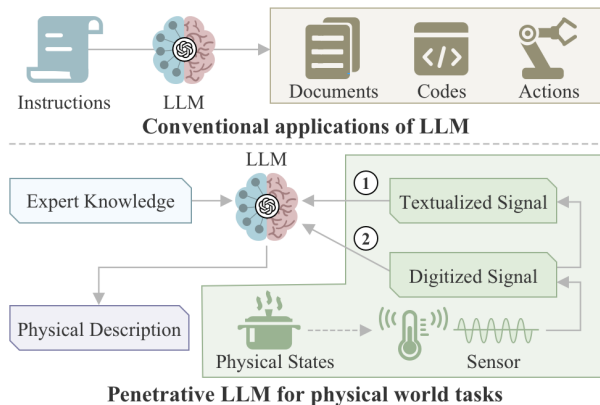 Instructions
LLM
Documents
Codes
Actions
Conventional applications of LLM
LLM
Expert Knowledge
1
Textualized Signal
2
Digitized Signal
Physical Description
Physical States
Sensor
Penetrative LLM for physical world tasks